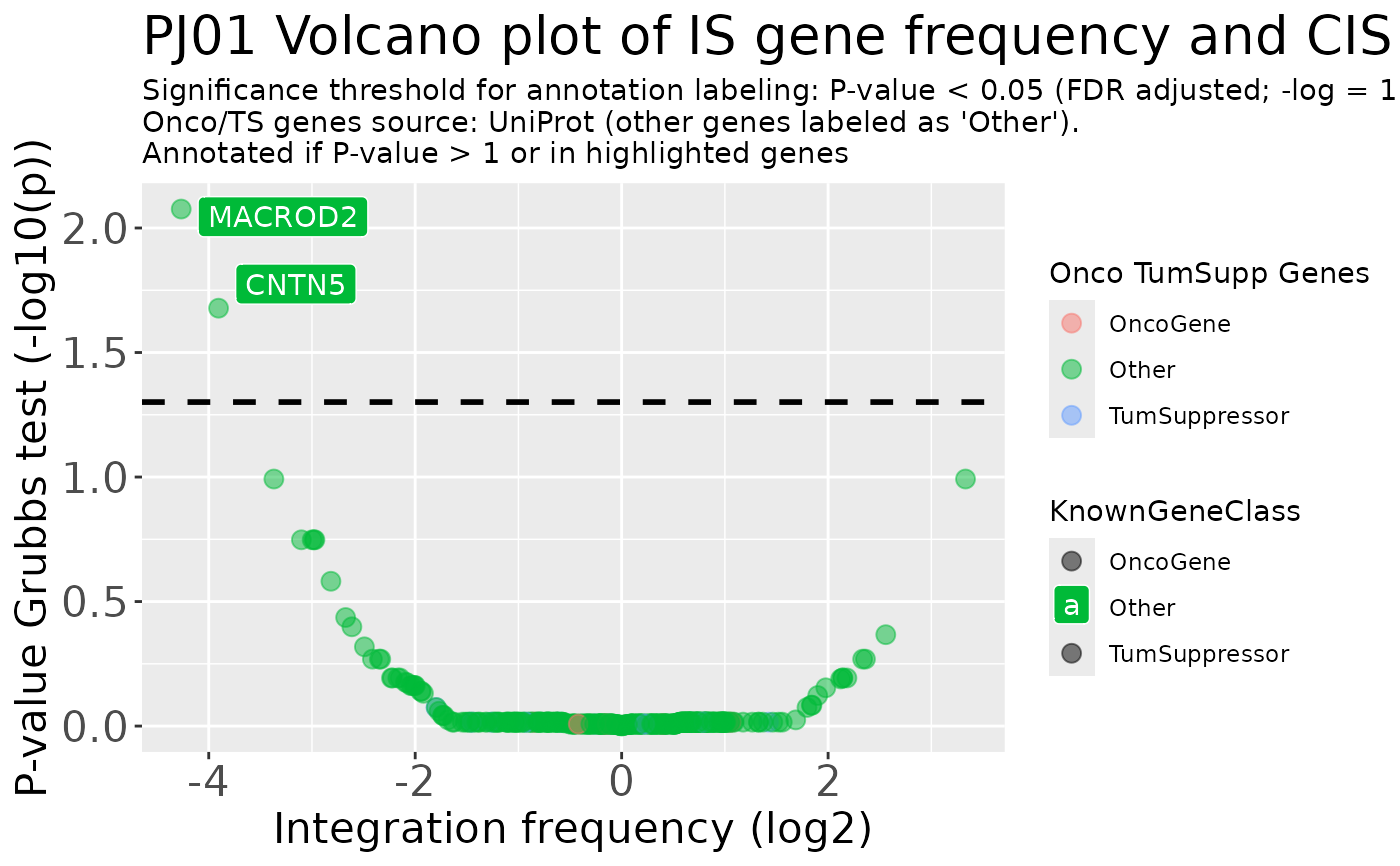 PJ01 Volcano plot of IS gene frequency and CIS
Significance threshold for annotation labeling: P-value < 0.05 (FDR adjusted; -log = 1
Onco/TS genes source: UniProt (other genes labeled as 'Other').
Annotated if P-value > 1 or in highlighted genes
P-value Grubbs test (-log10(p))
2.0
1.5
1.0
0.5
0.0
MACROD2
CNTN5
-4
-2
0
2
Integration frequency (log2)
Onco TumSupp Genes
OncoGene
Other
TumSuppressor
KnownGeneClass
OncoGene
a Other
TumSuppressor